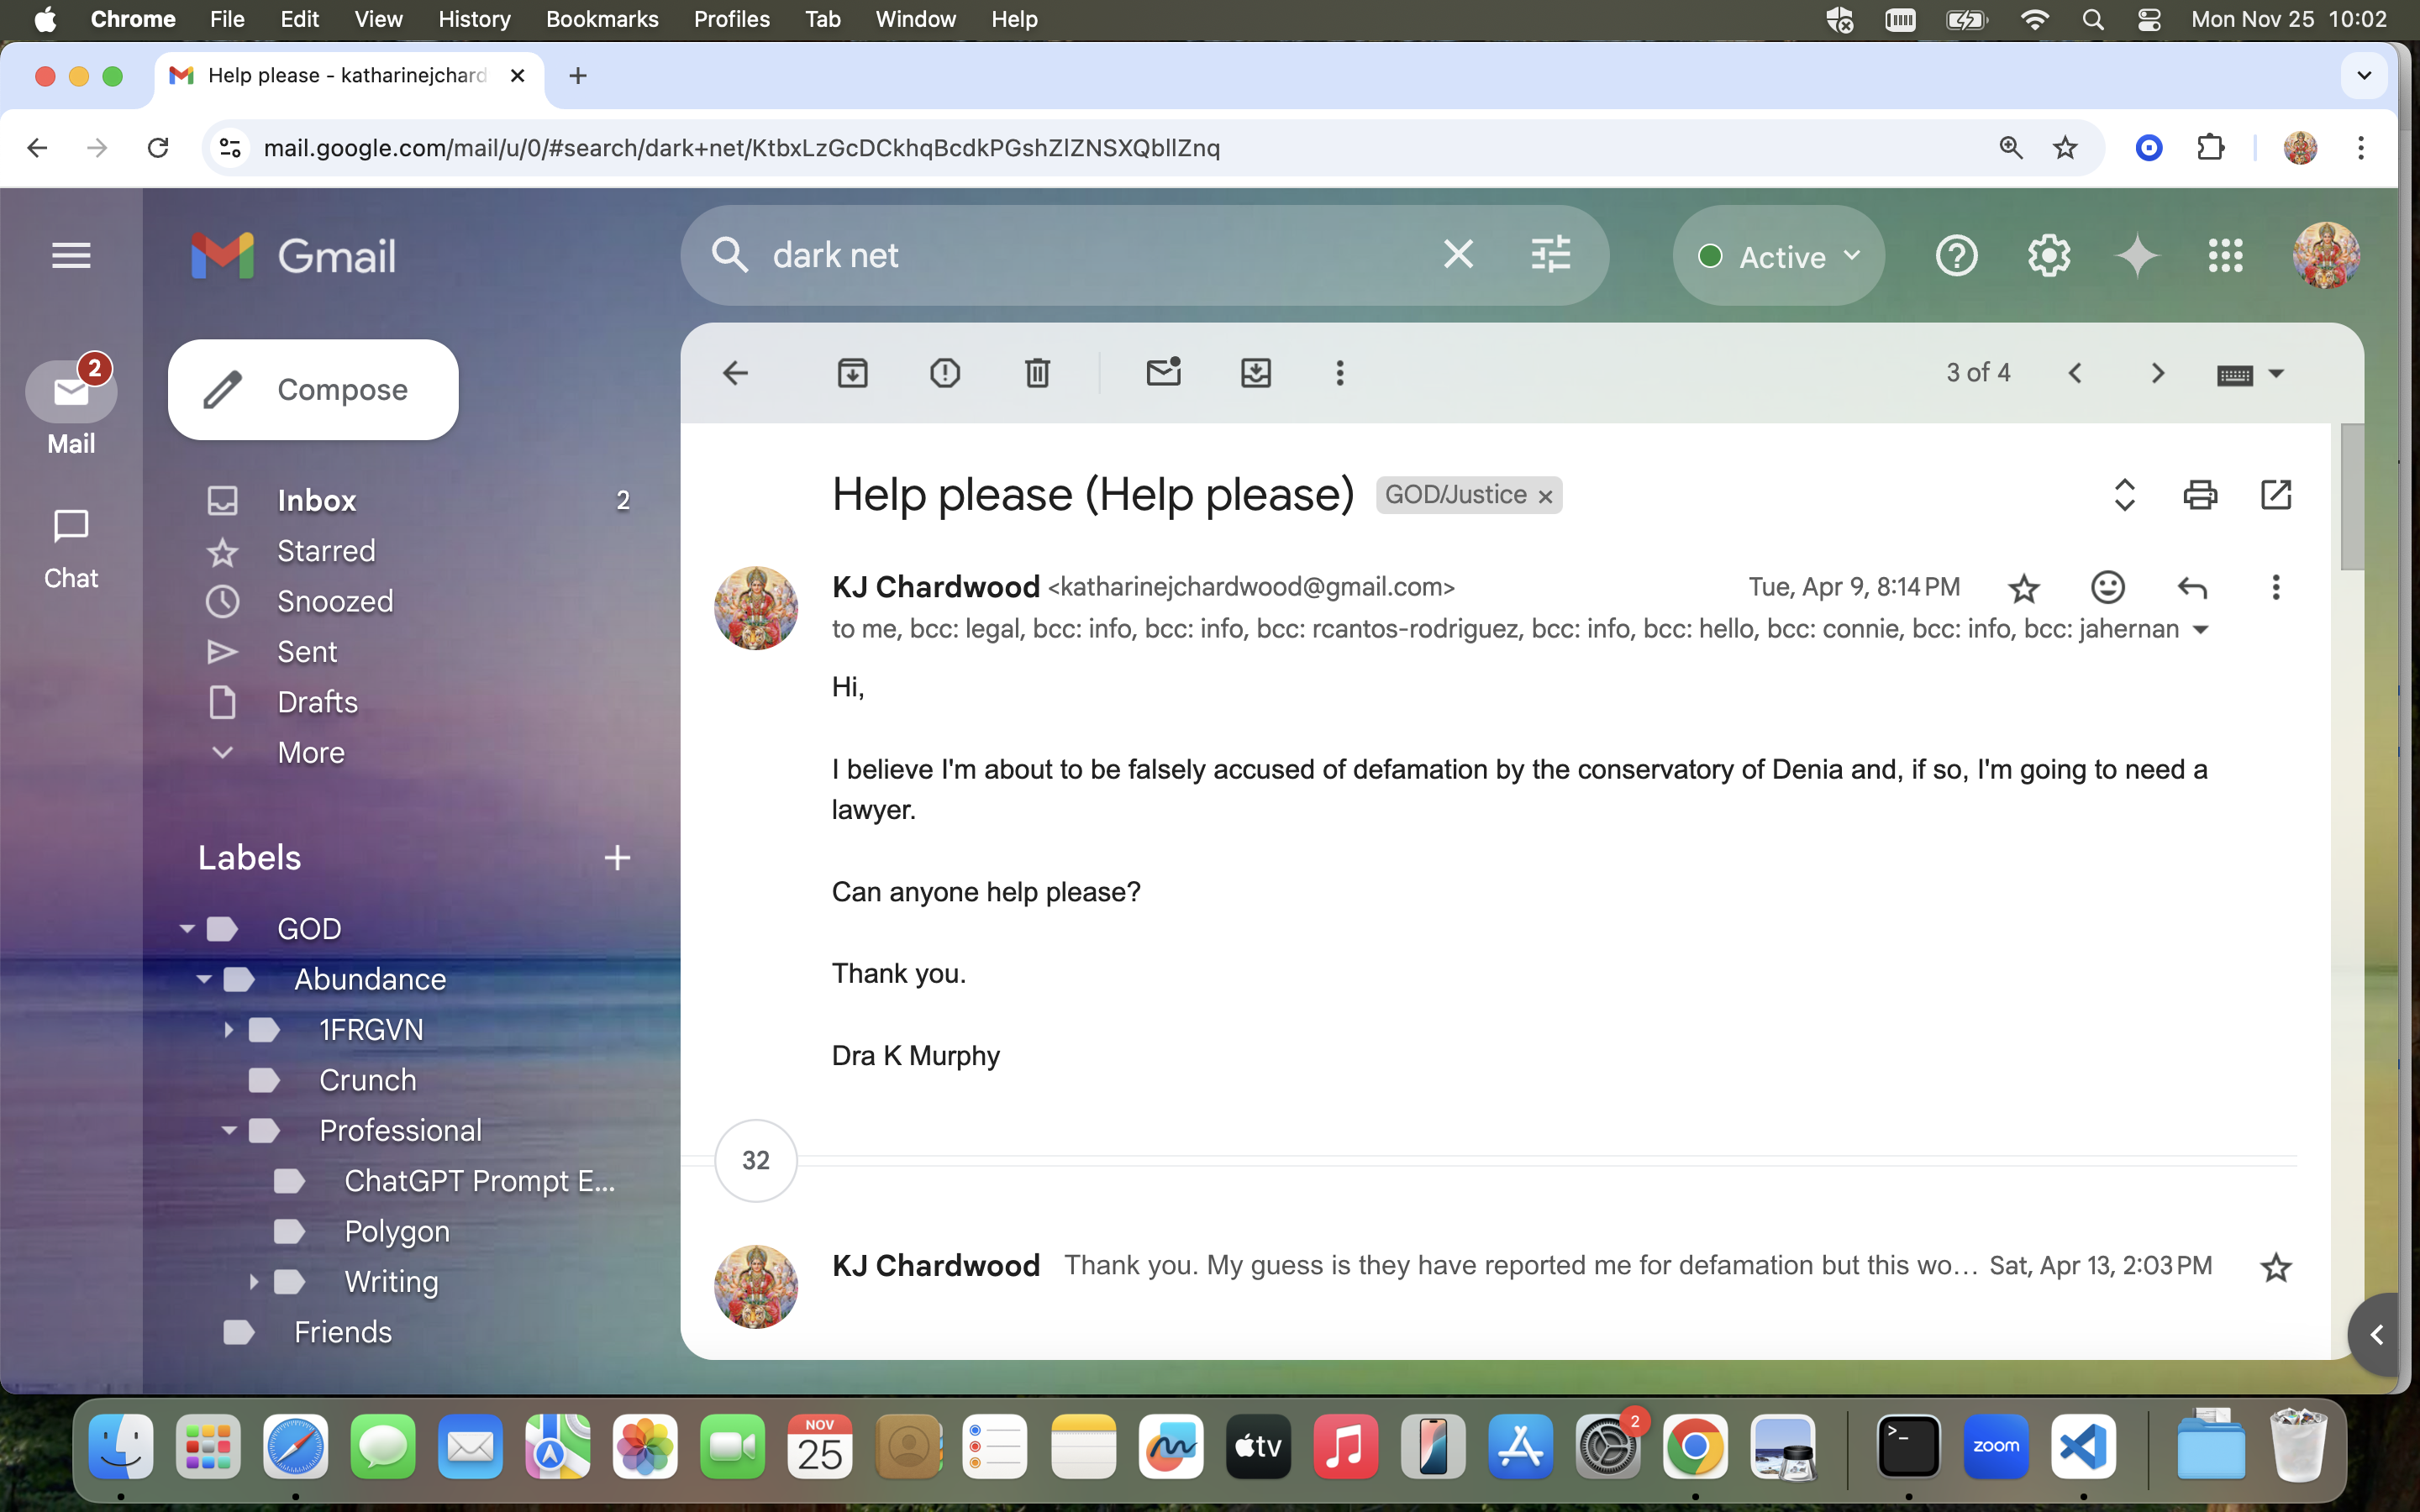 Chrome File Edit View History Bookmarks Profiles Tab Window Help Mon Nov 25 10:02
Help please - katharinejchard
mail.google.com/mail/u/0/#search/dark+net/KtbxLzGcDCkhqBcdkPGshZlZNSXQbllZnq
Gmail
dark net
Active
2
Mail
Chat
Compose
Inbox 2
Starred
Snoozed
Sent
Drafts
More
Labels
GOD
Abundance
1FRGVN
Crunch
Professional
ChatGPT Prompt E...
Polygon
Writing
Friends
3 of 4
Help please (Help please) GOD/Justice
KJ Chardwood <katharinejchardwood@gmail.com> Tue, Apr 9, 8:14 PM
to me, bcc: legal, bcc: info, bcc: info, bcc: rcantos-rodriguez, bcc: info, bcc: hello, bcc: connie, bcc: info, bcc: jahernan
Hi,
I believe I'm about to be falsely accused of defamation by the conservatory of Denia and, if so, I'm going to need a
lawyer.
Can anyone help please?
Thank you.
Dra K Murphy
32
KJ Chardwood Thank you. My guess is they have reported me for defamation but this wo... Sat, Apr 13, 2:03 PM
NOV
25
tv
2
>_
zoom